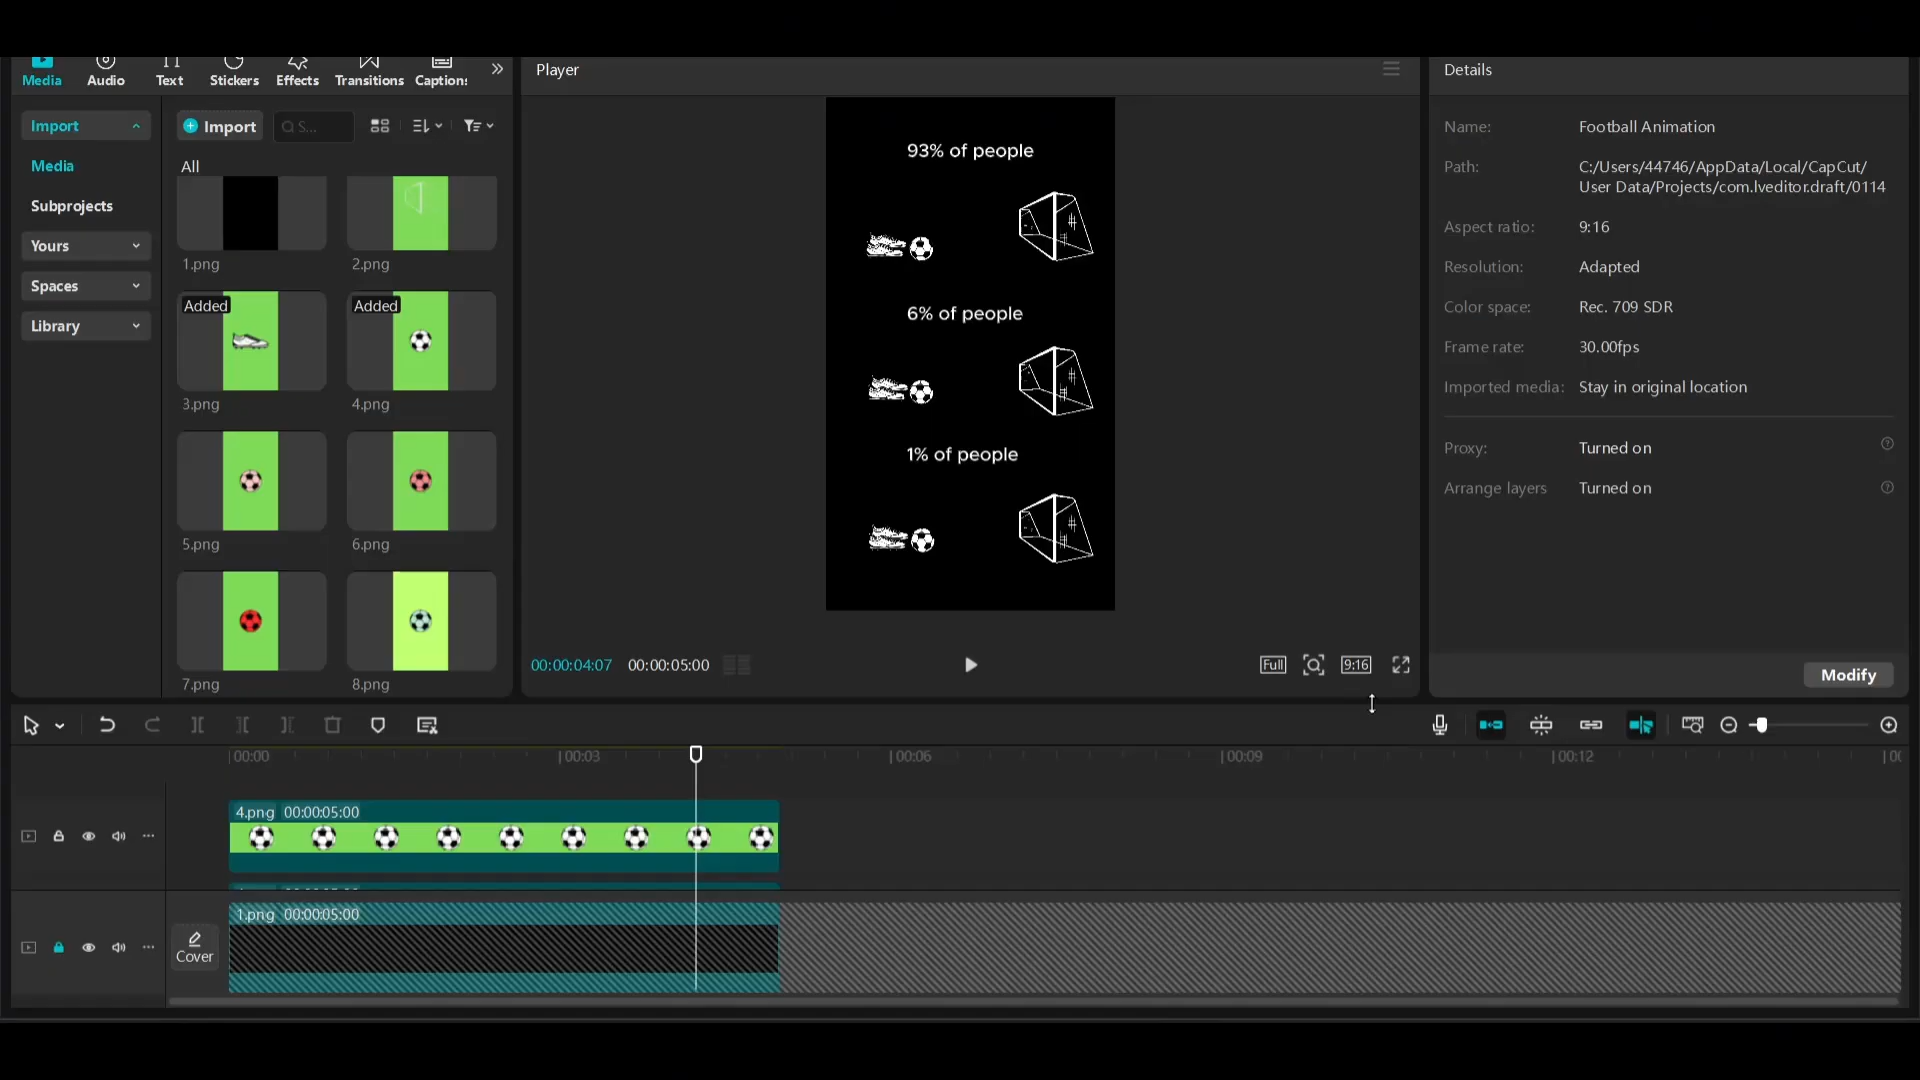 Media
Audio
Text
Stickers
Effects
Transitions
Player
Details
Import
Media
Subprojects
Yours
Spaces
Library
Import
S...
All
1.png
2.png
Added
3.png
Added
4.png
5.png
6.png
7.png
8.png
93% of people
6% of people
1% of people
00:00:04:07
00:00:05:00
Full
9:16
Name:
Football Animation
Path:
C:/Users/44746/AppData/Local/CapCut/
User Data/Projects/com.lveditor.draft/0114
Aspect ratio:
9:16
Resolution:
Adapted
Color space:
Rec. 709 SDR
Frame rate:
30.00fps
Imported media:
Stay in original location
Proxy:
Turned on
Arrange layers
Turned on
Modify
00:00
00:03
00:06
00:09
00:12
4.png 00:00:05:00
Cover
1.png 00:00:05:00